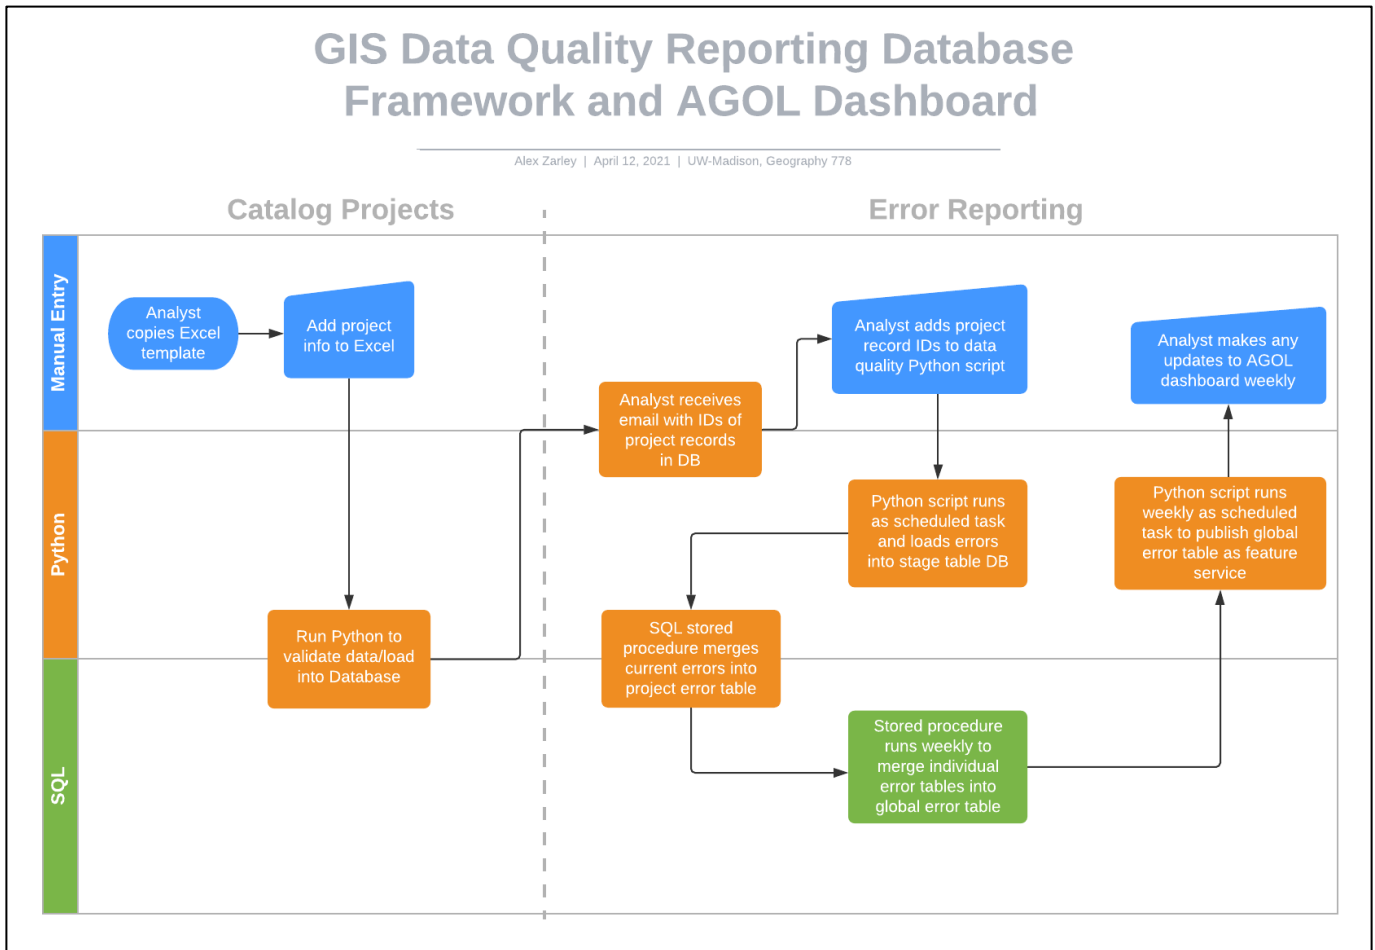 GIS Data Quality Reporting Database
Framework and AGOL Dashboard
Alex Zarley | April 12, 2021 | UW-Madison, Geography 778
Catalog Projects
Error Reporting
Manual Entry
Analyst
copies Excel
template
Add project
info to Excel
Analyst receives
email with IDs of
project records
in DB
Analyst adds project
record IDs to data
quality Python script
Analyst makes any
updates to AGOL
dashboard weekly
Python
Run Python to
validate data/load
into Database
Python script runs
as scheduled task
and loads errors
into stage table DB
SQL stored
procedure merges
current errors into
project error table
Python script runs
weekly as scheduled
task to publish global
error table as feature
service
SQL
Stored procedure
runs weekly to
merge individual
error tables into
global error table